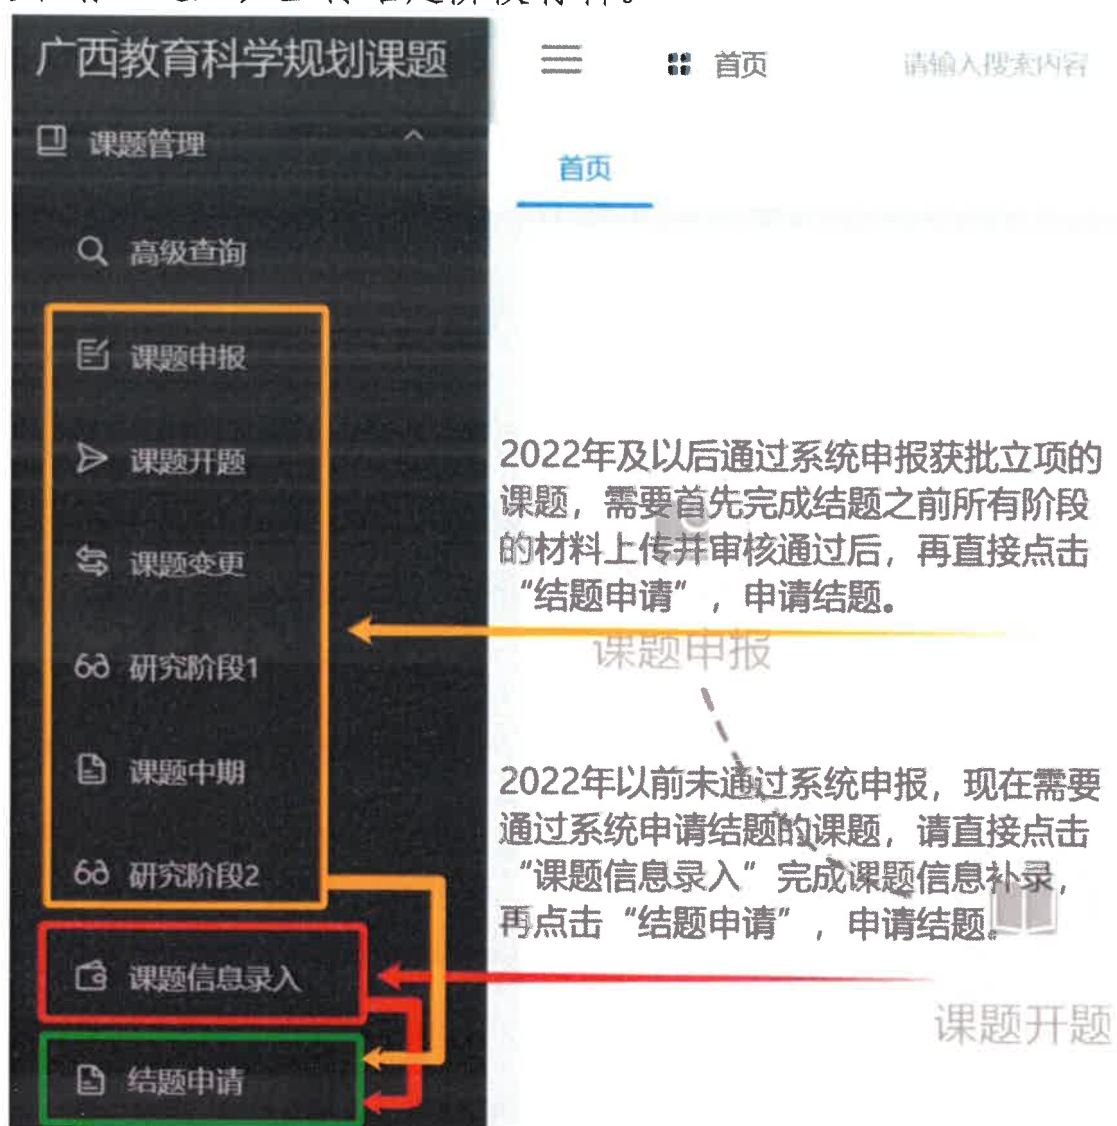 广西教育科学规划课题
首页
请输入搜索内容
课题管理
首页
高级查询
课题申报
课题开题
课题变更
研究阶段1
课题中期
研究阶段2
课题信息录入
结题申请
2022年及以后通过系统申报获批立项的
课题，需要首先完成结题之前所有阶段
的材料上传并审核通过后，再直接点击
“结题申请”，申请结题。
课题申报
2022年以前未通过系统申报，现在需要
通过系统申请结题的课题，请直接点击
“课题信息录入”完成课题信息补录，
再点击“结题申请”，申请结题。
课题开题